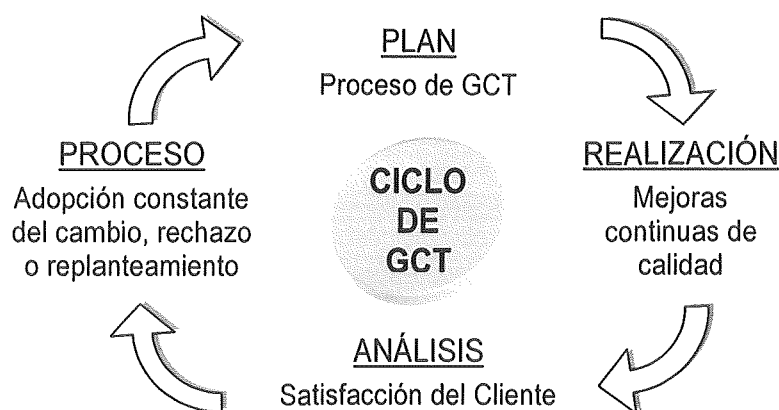 PLAN
Proceso de GCT
PROCESO
Adopción constante
del cambio, rechazo
o replanteamiento
CICLO
DE
GCT
REALIZACIÓN
Mejoras
continuas de
calidad
ANÁLISIS
Satisfacción del Cliente